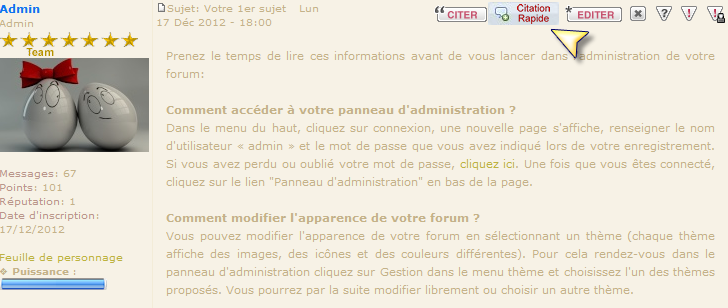 Admin
Admin
Team
Messages: 67
Points: 101
Réputation: 1
Date d'inscription:
17/12/2012
Feuille de personnage
Puissance :
Sujet: Votre 1er sujet Lun
17 Déc 2012 - 18:00
CITER
Citation
Rapide
EDITER
Prenez le temps de lire ces informations avant de vous lancer dans l'administration de votre
forum:
Comment accéder à votre panneau d'administration ?
Dans le menu du haut, cliquez sur connexion, une nouvelle page s'affiche, renseigner le nom
d'utilisateur « admin » et le mot de passe que vous avez indiqué lors de votre enregistrement.
Si vous avez perdu ou oublié votre mot de passe, cliquez ici. Une fois que vous êtes connecté,
cliquez sur le lien "Panneau d'administration" en bas de la page.
Comment modifier l'apparence de votre forum ?
Vous pouvez modifier l'apparence de votre forum en sélectionnant un thème (chaque thème
affiche des images, des icônes et des couleurs différentes). Pour cela rendez-vous dans le
panneau d'administration cliquez sur Gestion dans le menu thème et choisissez l'un des thèmes
proposés. Vous pourrez par la suite modifier librement ou choisir un autre thème.